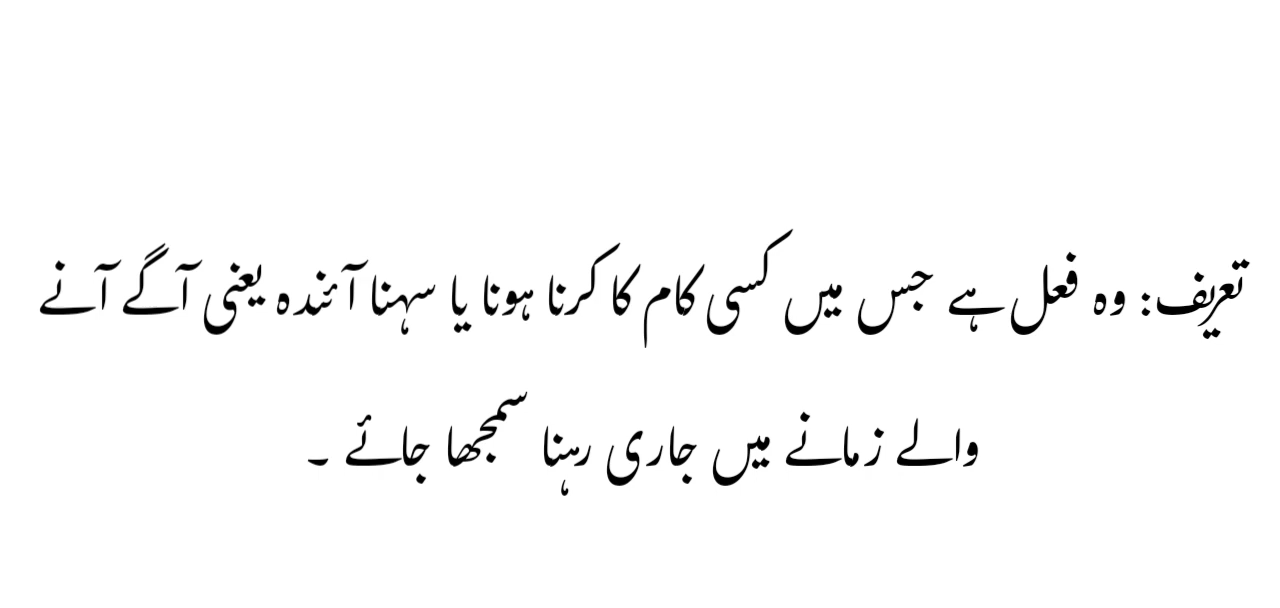 تعریف: وہ فعل ہے جس میں کسی کام کا کرنا ہونا یا سہنا آئندہ یعنی آگے آنے
والے زمانے میں جاری رہنا سمجھا جائے ۔